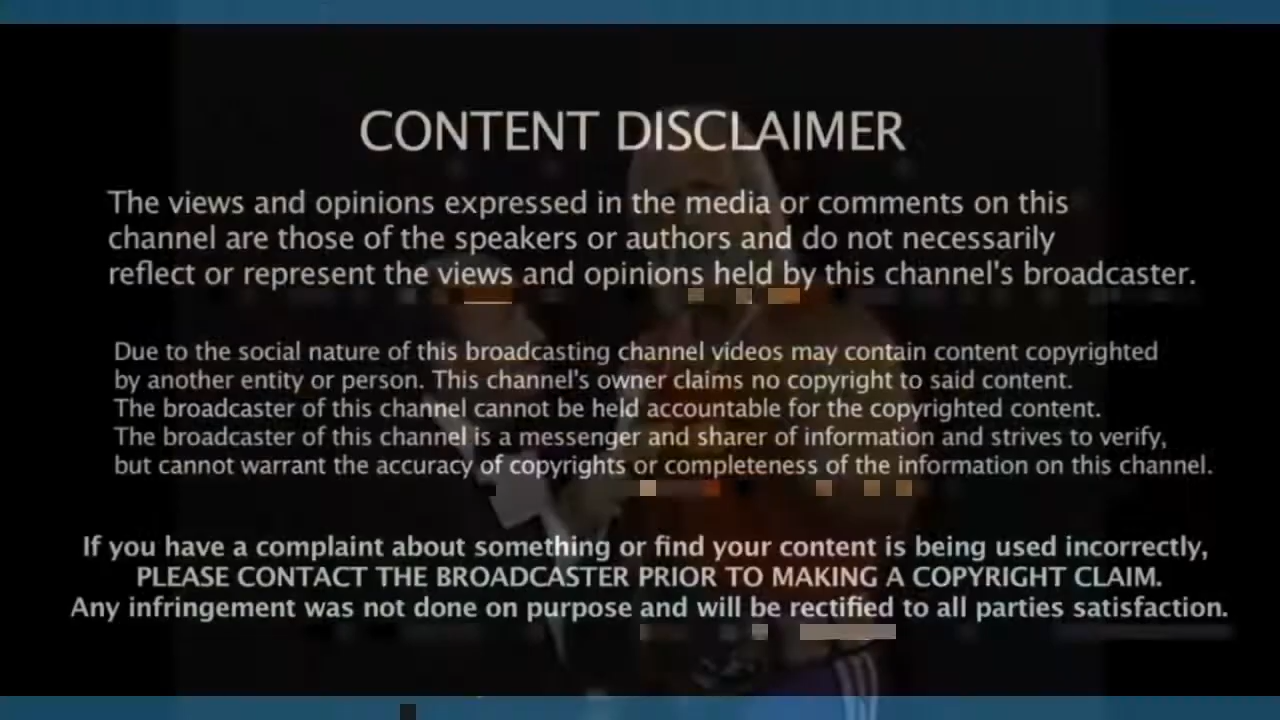 CONTENT DISCLAIMER
The views and opinions expressed in the media or comments on this
channel are those of the speakers or authors and do not necessarily
reflect or represent the views and opinions held by this channel's broadcaster.
Due to the social nature of this broadcasting channel videos may contain content copyrighted
by another entity or person. This channel's owner claims no copyright to said content.
The broadcaster of this channel cannot be held accountable for the copyrighted content.
The broadcaster of this channel is a messenger and sharer of information and strives to verify,
but cannot warrant the accuracy of copyrights or completeness of the information on this channel.
If you have a complaint about something or find your content is being used incorrectly,
PLEASE CONTACT THE BROADCASTER PRIOR TO MAKING A COPYRIGHT CLAIM.
Any infringement was not done on purpose and will be rectified to all parties satisfaction.